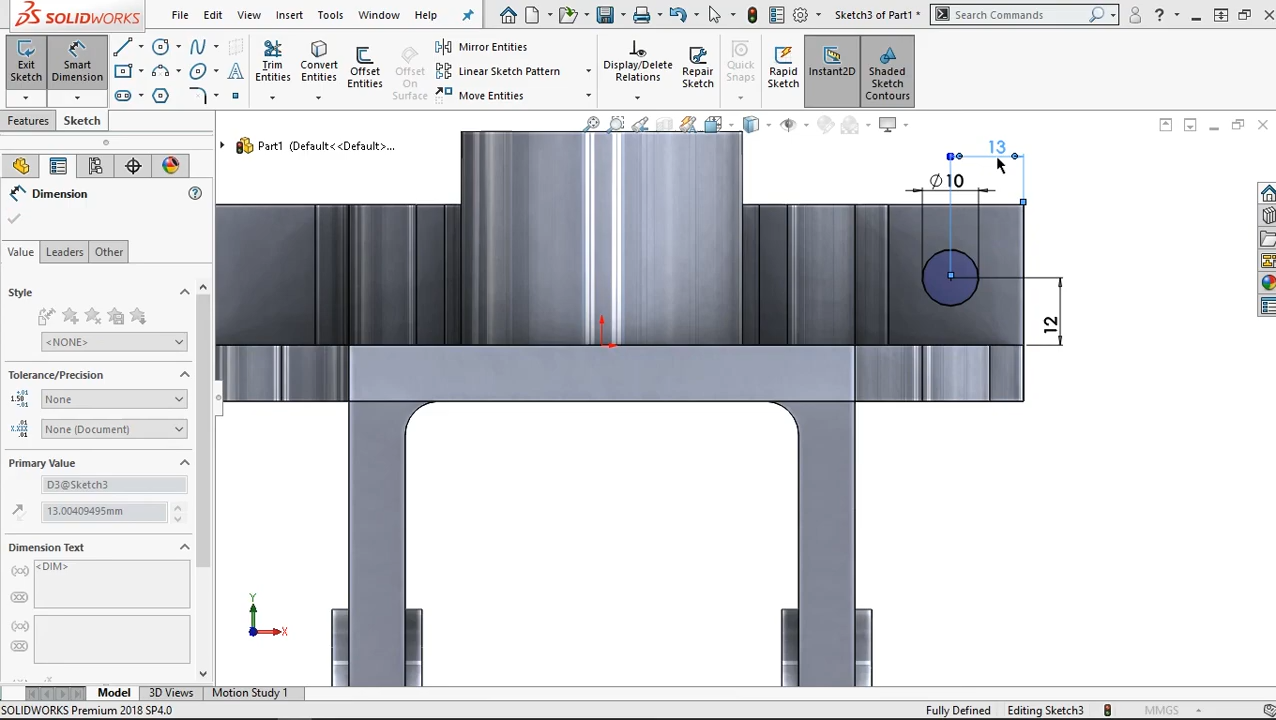 SOLIDWORKS File Edit View Insert Tools Window Help Sketch3 of Part1 * Search Commands ?
Exit Sketch
Smart Dimension
Trim Entities
Convert Entities
Offset Entities
Offset On Surface
Mirror Entities
Linear Sketch Pattern
Move Entities
Display/Delete Relations
Repair Sketch
Quick Snaps
Rapid Sketch
Instant2D
Shaded Sketch Contours
Features Sketch
Part1 (Default<<Default>...
Dimension
Value Leaders Other
Style
<NONE>
Tolerance/Precision
None
None (Document)
Primary Value
D3@Sketch3
13.00409495mm
Dimension Text
<DIM>
13
∅10
12
Y
X
Model 3D Views Motion Study 1
SOLIDWORKS Premium 2018 SP4.0 Fully Defined Editing Sketch3 MMGS